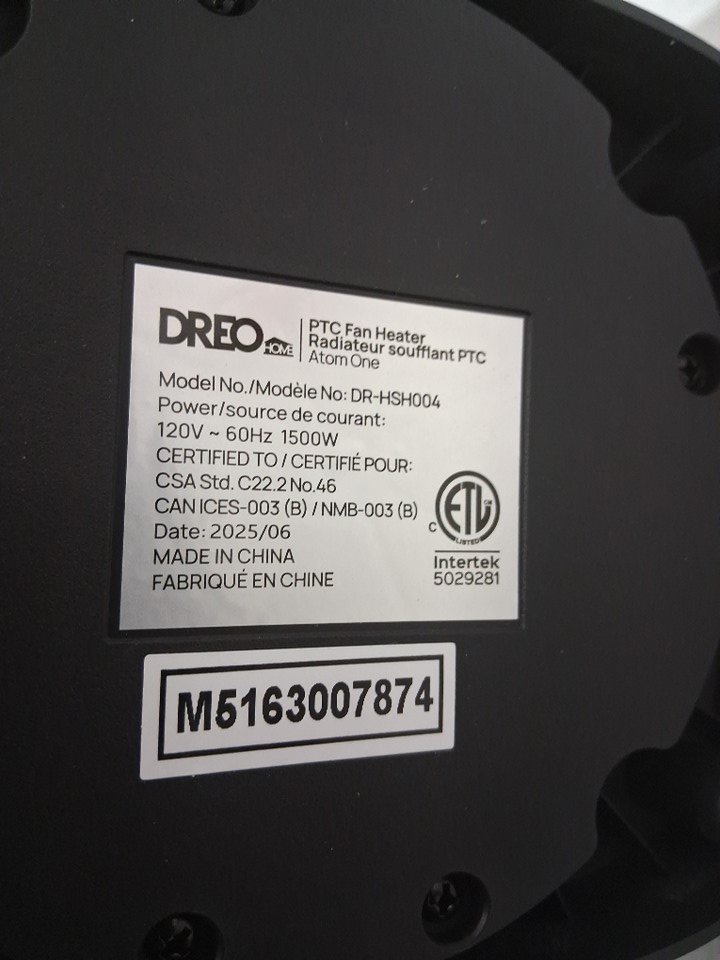 DREO HOME
PTC Fan Heater
Radiateur soufflant PTC
Atom One
Model No./Modèle No: DR-HSH004
Power/source de courant:
120V ~ 60Hz 1500W
CERTIFIED TO / CERTIFIÉ POUR:
CSA Std. C22.2 No.46
CAN ICES-003 (B) / NMB-003 (B)
Date: 2025/06
MADE IN CHINA
FABRIQUÉ EN CHINE
C ETL CM
LISTED
Intertek
5029281
M5163007874